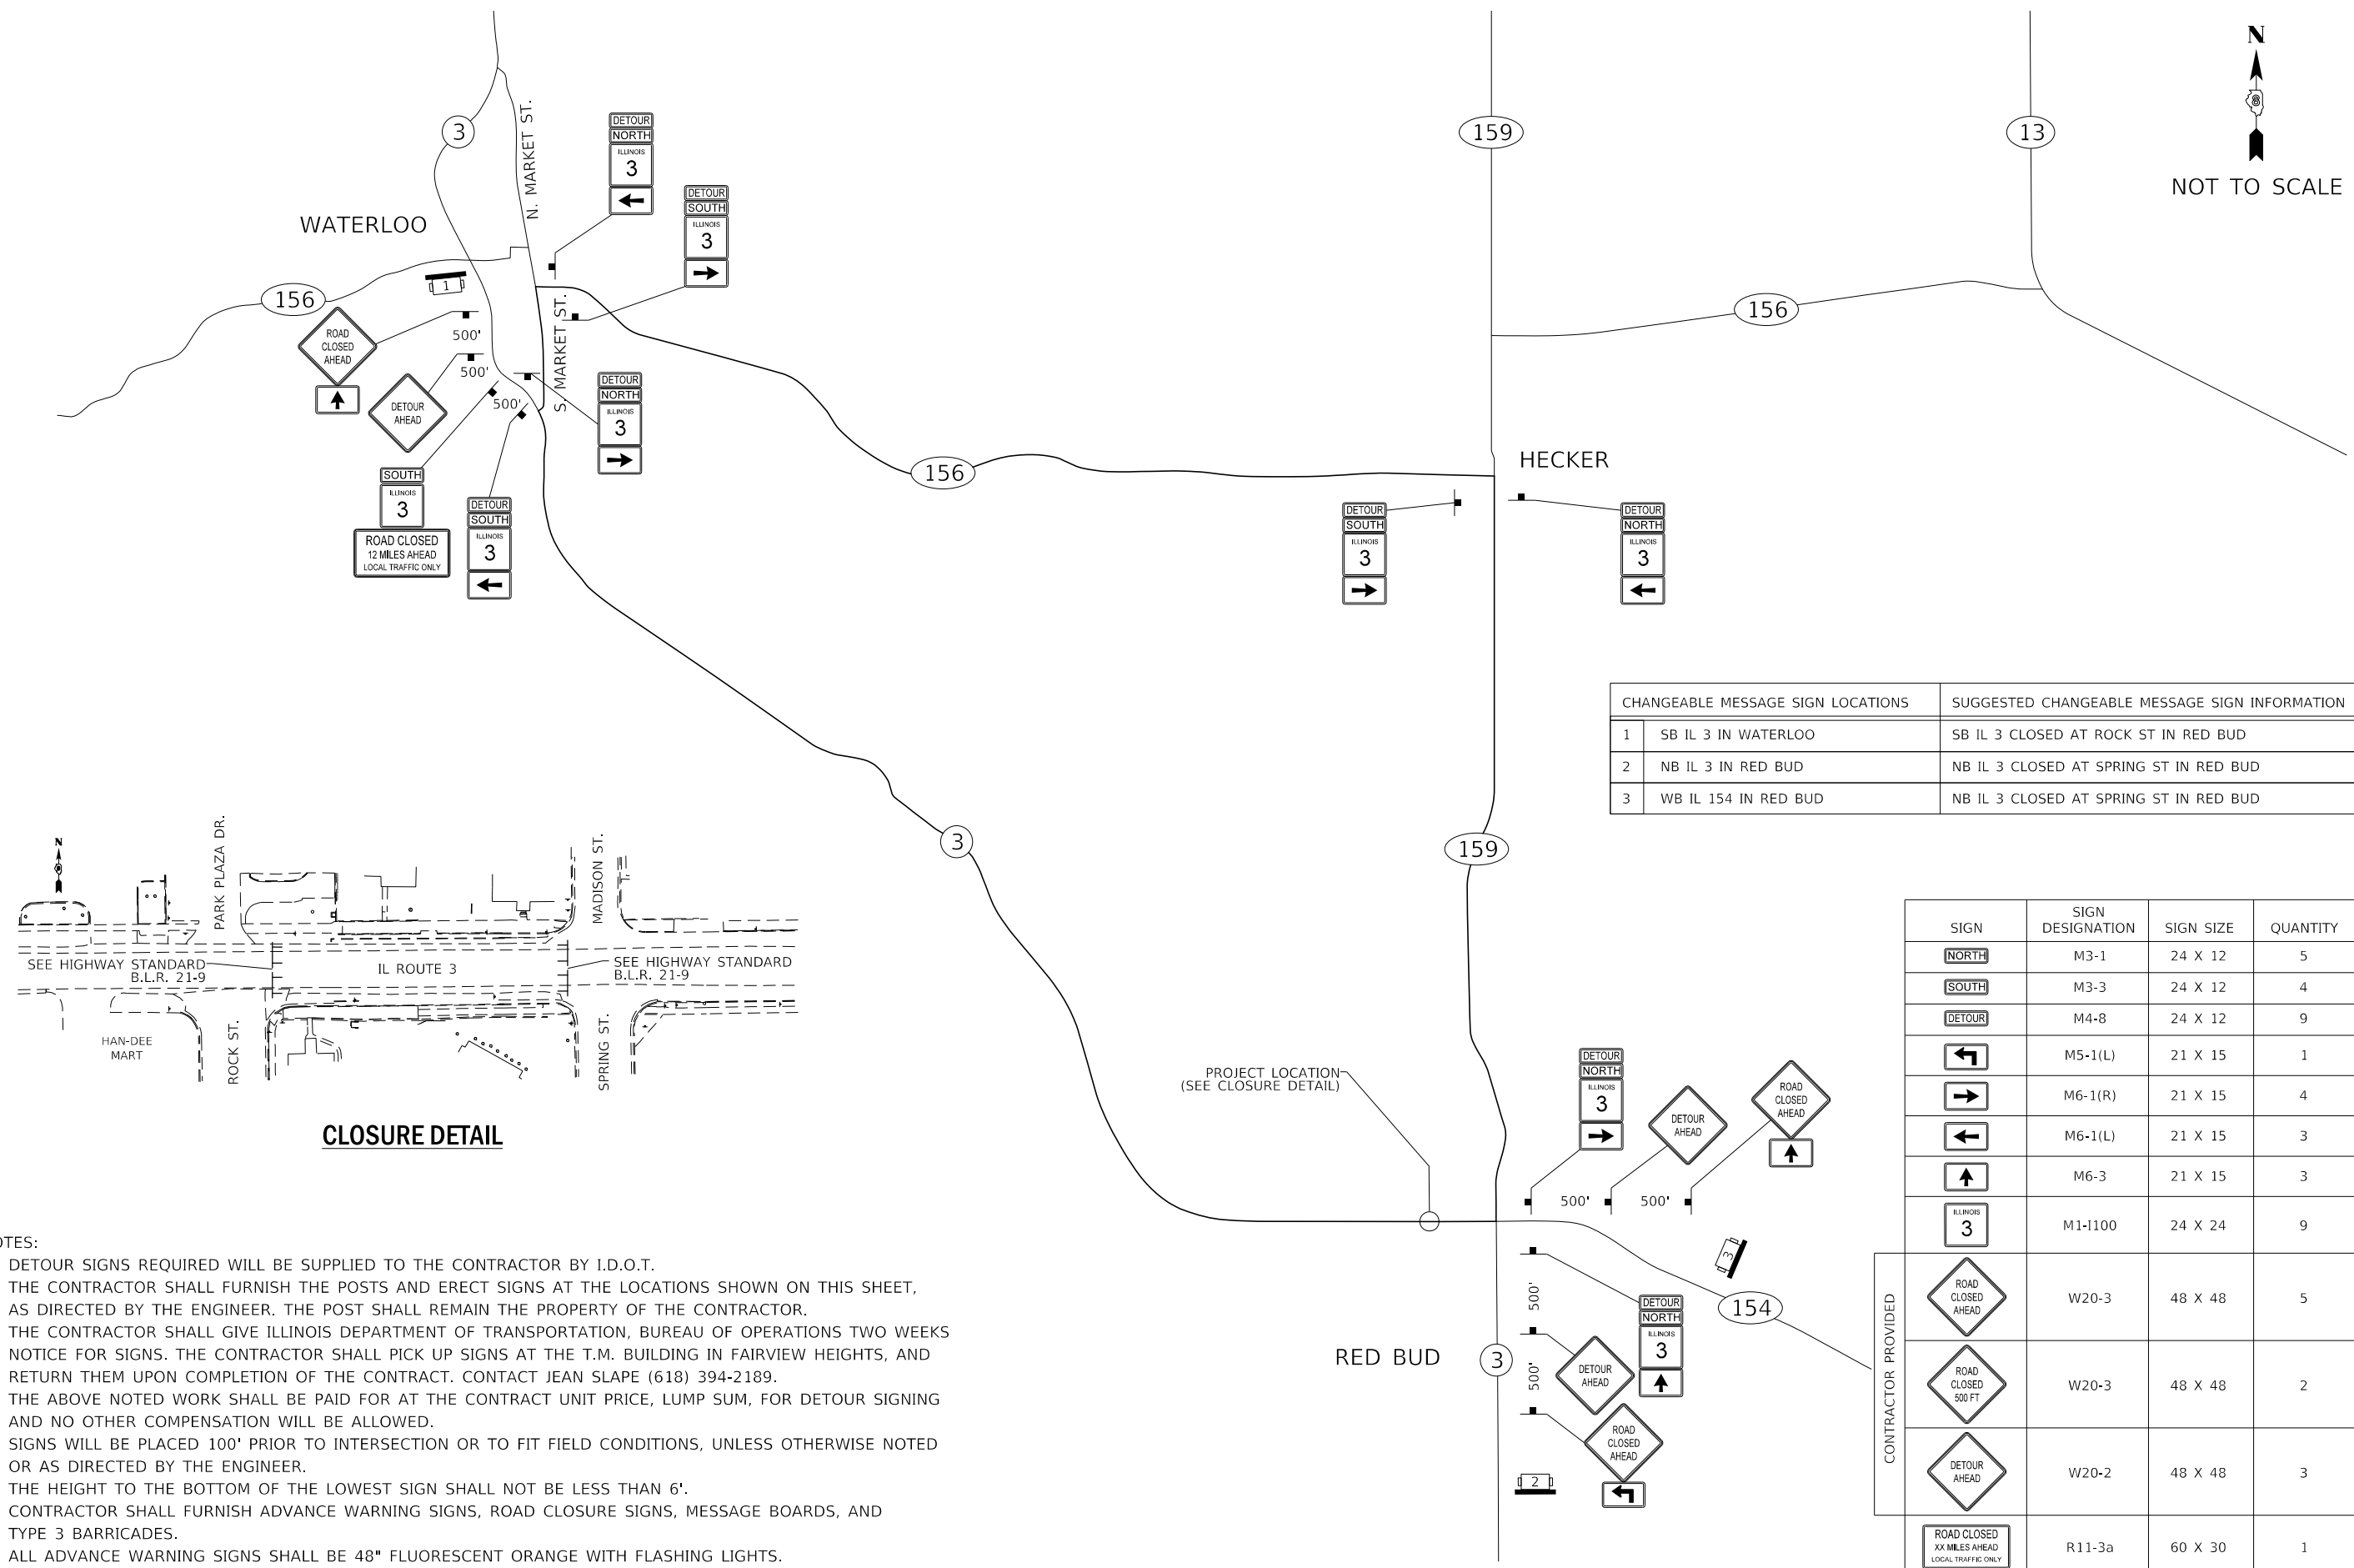 N
NOT TO SCALE
3
N. MARKET ST.
DETOUR
NORTH
ILLINOIS
3
DETOUR
SOUTH
ILLINOIS
3
159
13
WATERLOO
156
1
S. MARKET ST.
156
ROAD
CLOSED
AHEAD
500'
500'
500'
DETOUR
AHEAD
DETOUR
NORTH
ILLINOIS
3
SOUTH
ILLINOIS
3
ROAD CLOSED
12 MILES AHEAD
LOCAL TRAFFIC ONLY
DETOUR
SOUTH
ILLINOIS
3
156
HECKER
DETOUR
SOUTH
ILLINOIS
3
DETOUR
NORTH
ILLINOIS
3
CHANGEABLE MESSAGE SIGN LOCATIONS SUGGESTED CHANGEABLE MESSAGE SIGN INFORMATION
1 SB IL 3 IN WATERLOO SB IL 3 CLOSED AT ROCK ST IN RED BUD
2 NB IL 3 IN RED BUD NB IL 3 CLOSED AT SPRING ST IN RED BUD
3 WB IL 154 IN RED BUD NB IL 3 CLOSED AT SPRING ST IN RED BUD
3
159
N
PARK PLAZA DR.
MADISON ST.
SEE HIGHWAY STANDARD
B.L.R. 21-9
IL ROUTE 3
SEE HIGHWAY STANDARD
B.L.R. 21-9
HAN-DEE
MART
ROCK ST.
SPRING ST.
CLOSURE DETAIL
PROJECT LOCATION
(SEE CLOSURE DETAIL)
DETOUR
NORTH
ILLINOIS
3
DETOUR
AHEAD
ROAD
CLOSED
AHEAD
500'
500'
3
154
500'
500'
DETOUR
NORTH
ILLINOIS
3
DETOUR
AHEAD
ROAD
CLOSED
AHEAD
RED BUD
3
2
SIGN SIGN DESIGNATION SIGN SIZE QUANTITY
NORTH M3-1 24 X 12 5
SOUTH M3-3 24 X 12 4
DETOUR M4-8 24 X 12 9
M5-1(L) 21 X 15 1
M6-1(R) 21 X 15 4
M6-1(L) 21 X 15 3
M6-3 21 X 15 3
ILLINOIS 3 M1-I100 24 X 24 9
CONTRACTOR PROVIDED
ROAD CLOSED AHEAD W20-3 48 X 48 5
ROAD CLOSED 500 FT W20-3 48 X 48 2
DETOUR AHEAD W20-2 48 X 48 3
ROAD CLOSED XX MILES AHEAD LOCAL TRAFFIC ONLY R11-3a 60 X 30 1
OTES:
DETOUR SIGNS REQUIRED WILL BE SUPPLIED TO THE CONTRACTOR BY I.D.O.T.
THE CONTRACTOR SHALL FURNISH THE POSTS AND ERECT SIGNS AT THE LOCATIONS SHOWN ON THIS SHEET,
AS DIRECTED BY THE ENGINEER. THE POST SHALL REMAIN THE PROPERTY OF THE CONTRACTOR.
THE CONTRACTOR SHALL GIVE ILLINOIS DEPARTMENT OF TRANSPORTATION, BUREAU OF OPERATIONS TWO WEEKS
NOTICE FOR SIGNS. THE CONTRACTOR SHALL PICK UP SIGNS AT THE T.M. BUILDING IN FAIRVIEW HEIGHTS, AND
RETURN THEM UPON COMPLETION OF THE CONTRACT. CONTACT JEAN SLAPE (618) 394-2189.
THE ABOVE NOTED WORK SHALL BE PAID FOR AT THE CONTRACT UNIT PRICE, LUMP SUM, FOR DETOUR SIGNING
AND NO OTHER COMPENSATION WILL BE ALLOWED.
SIGNS WILL BE PLACED 100' PRIOR TO INTERSECTION OR TO FIT FIELD CONDITIONS, UNLESS OTHERWISE NOTED
OR AS DIRECTED BY THE ENGINEER.
THE HEIGHT TO THE BOTTOM OF THE LOWEST SIGN SHALL NOT BE LESS THAN 6'.
CONTRACTOR SHALL FURNISH ADVANCE WARNING SIGNS, ROAD CLOSURE SIGNS, MESSAGE BOARDS, AND
TYPE 3 BARRICADES.
ALL ADVANCE WARNING SIGNS SHALL BE 48" FLUORESCENT ORANGE WITH FLASHING LIGHTS.